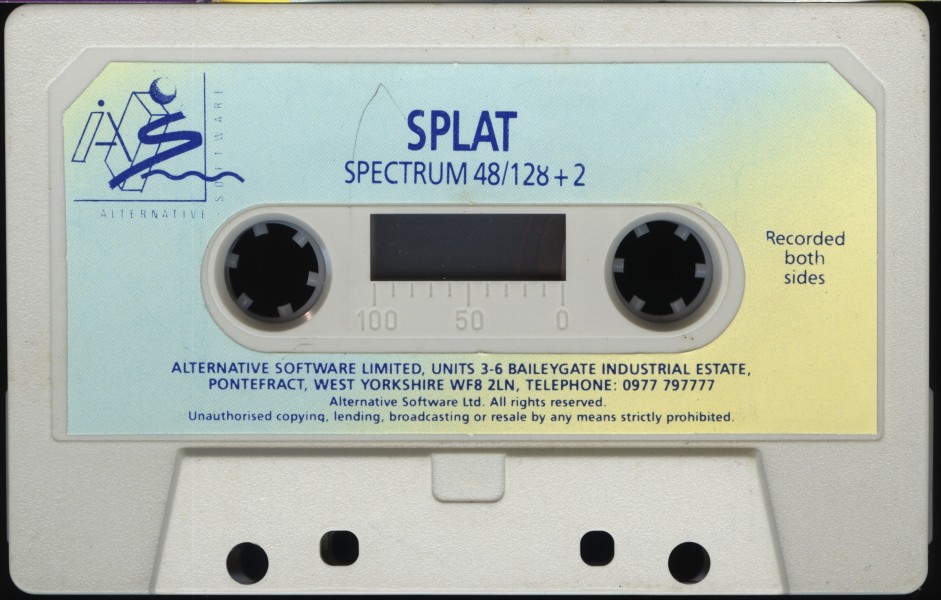 SPLAT
SPECTRUM 48/128 + 2
SOFTWARE
ALTERNATIVE
Recorded
both
sides
100 50 0
ALTERNATIVE SOFTWARE LIMITED, UNITS 3-6 BAILEYGATE INDUSTRIAL ESTATE,
PONTEFRACT, WEST YORKSHIRE WF8 2LN, TELEPHONE: 0977 797777
Alternative Software Ltd. All rights reserved.
Unauthorised copying, lending, broadcasting or resale by any means strictly prohibited.